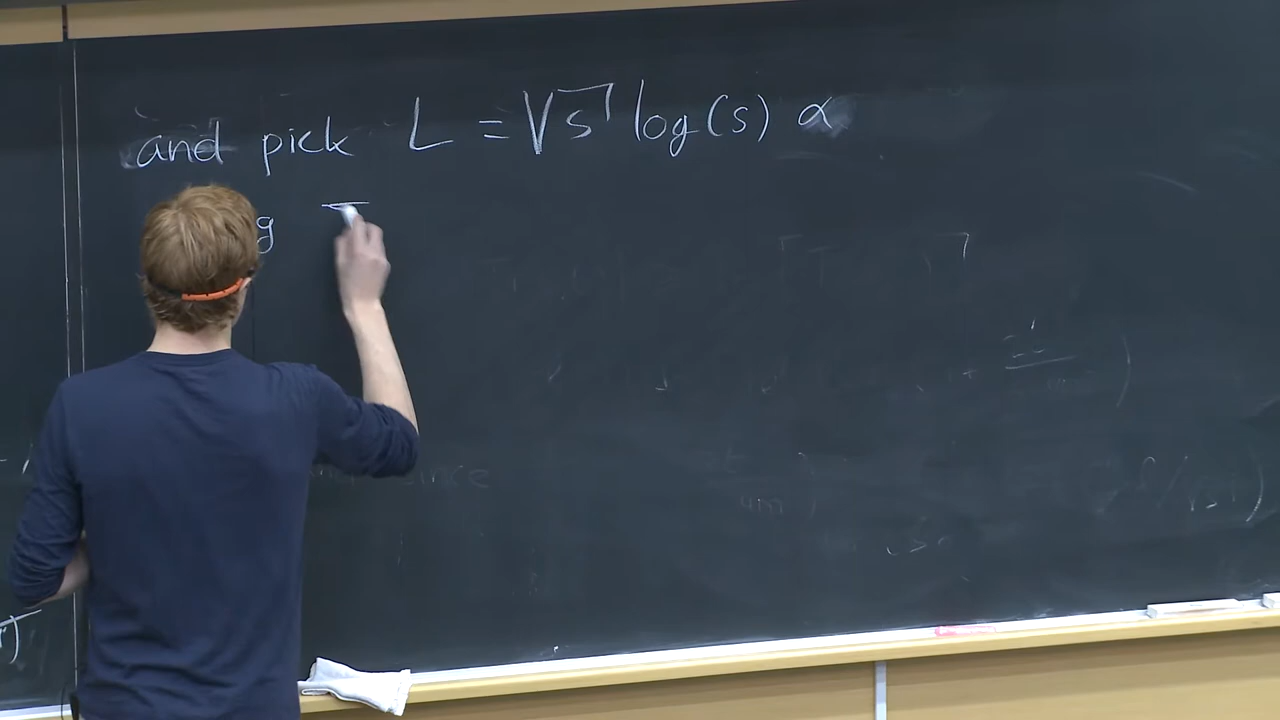 and pick L = √s log(s) α
g T